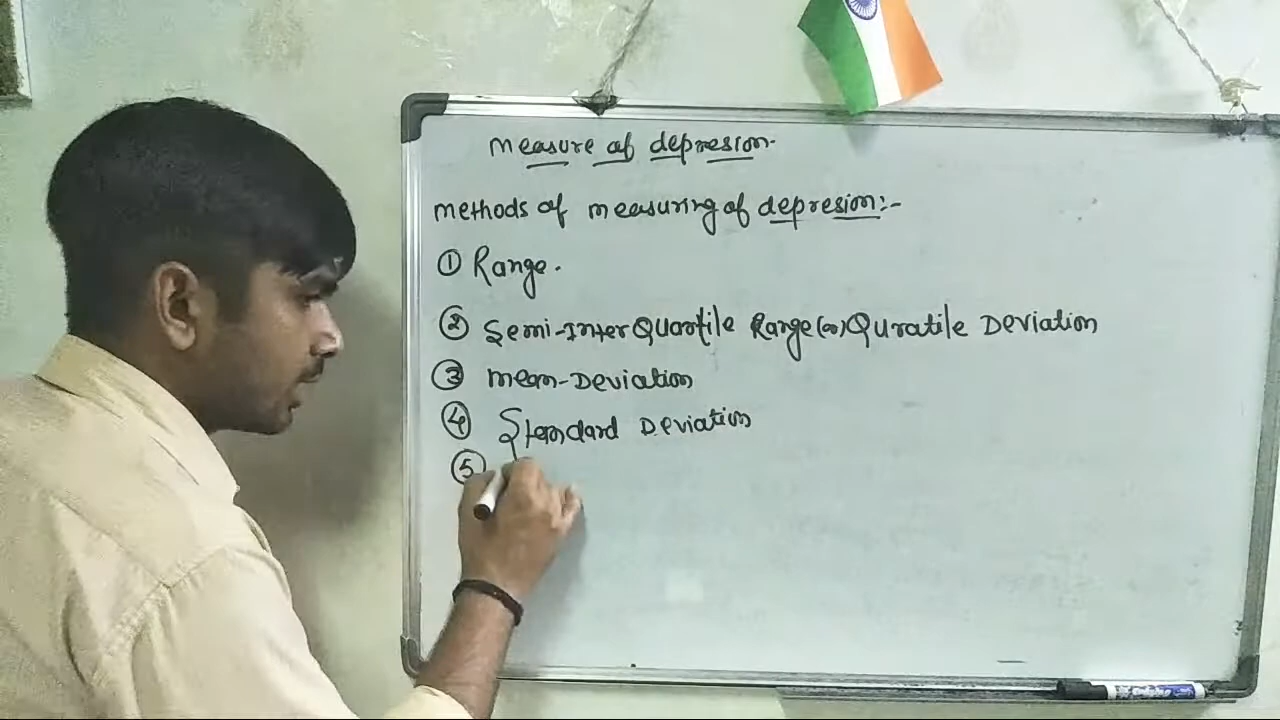 measure of depresion-
methods of measuring of depresion:-
① Range.
② Semi-Inter Quartile Range (or) Quratile Deviation
③ mean-Deviation
④ Standard Deviation
⑤